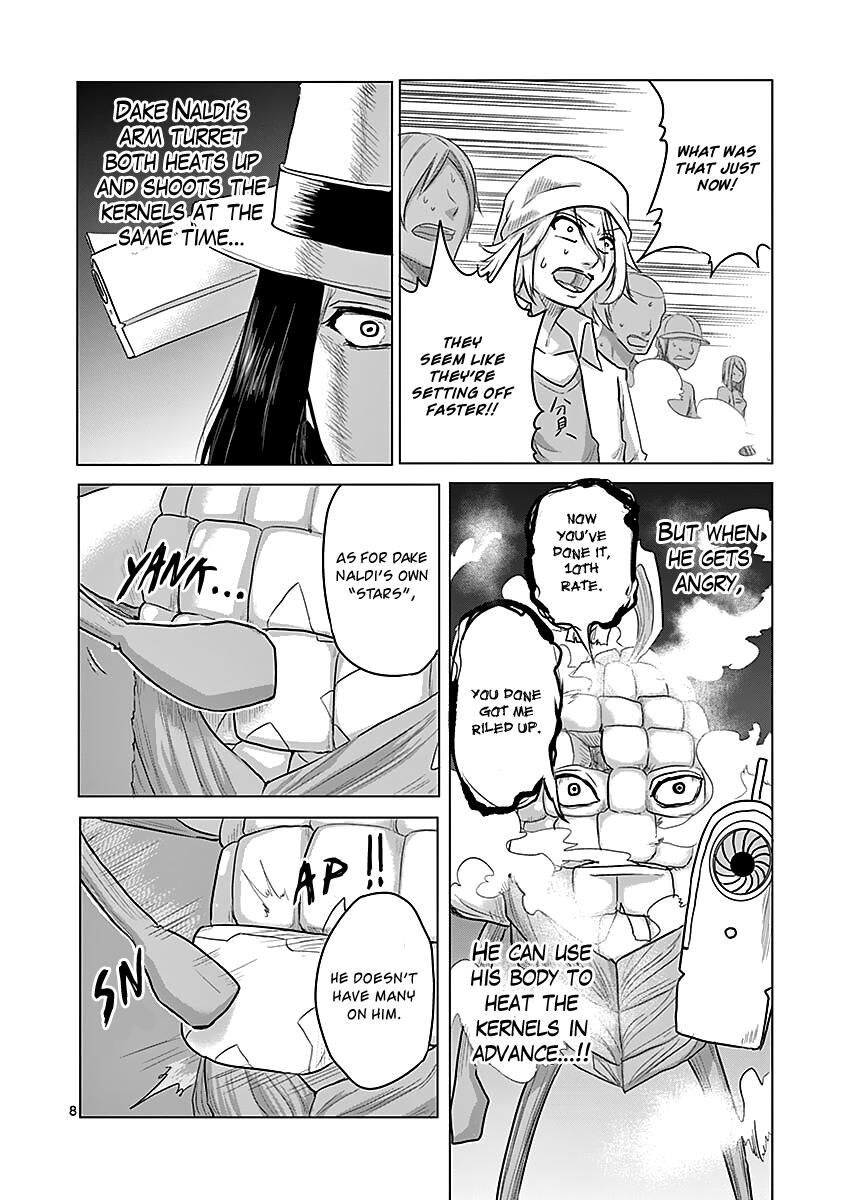 WHAT WAS
THAT JUST
NOW!
THEY
SEEM LIKE
THEY'RE
SETTING OFF
FASTER!!
貧
DAKE NALDI'S
ARM TURRET
BOTH HEATS UP
AND SHOOTS THE
KERNELS AT THE
SAME TIME...
BUT WHEN
HE GETS
ANGRY,
NOW
YOU'VE
DONE IT,
10TH
RATE.
YOU DONE
GOT ME
RILED UP.
HE CAN USE
HIS BODY TO
HEAT THE
KERNELS IN
ADVANCE...!!
AS FOR DAKE
NALDI'S OWN
"STARS",
YANK...
SN
AP!!
HE DOESN'T
HAVE MANY
ON HIM.
8